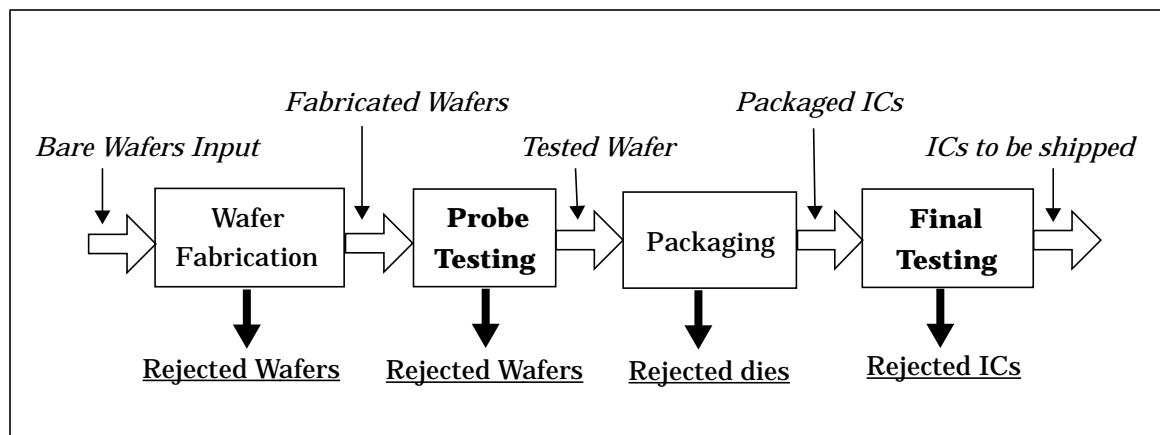 Fabricated Wafers
Packaged ICs
Bare Wafers Input
Tested Wafer
ICs to be shipped
Wafer
Fabrication
Probe
Testing
Packaging
Final
Testing
Rejected Wafers
Rejected Wafers
Rejected dies
Rejected ICs